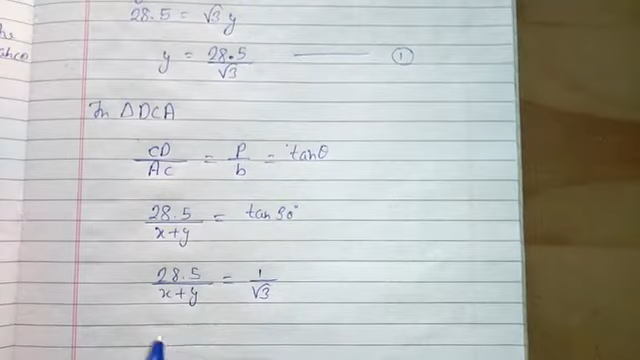 28.5 = √3 y
y = 28.5/√3 ——— ①
In △DCA
CD/AC = P/b = tanθ
28.5/x+y = tan 30°
28.5/x+y = 1/√3